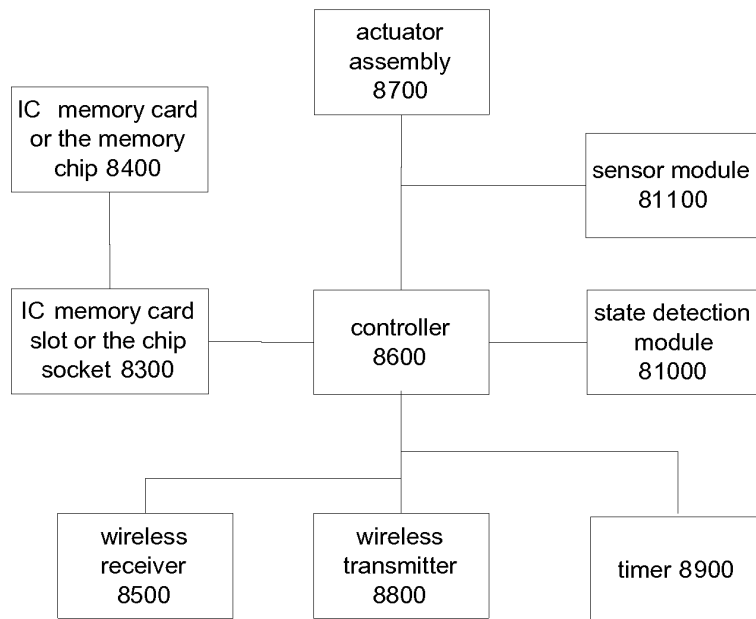 actuator
assembly
8700
IC memory card
or the memory
chip 8400
sensor module
81100
IC memory card
slot or the chip
socket 8300
controller
8600
state detection
module
81000
wireless
receiver
8500
wireless
transmitter
8800
timer 8900